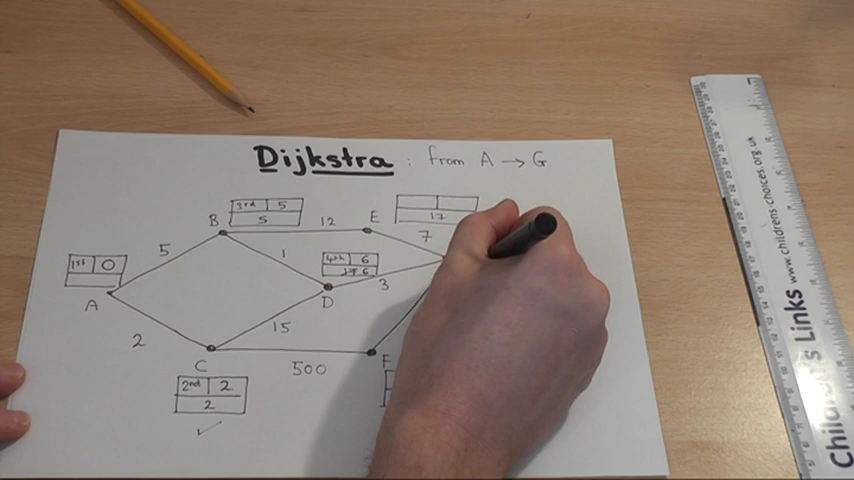 Dijkstra : from A → G
3rd 5
5
17
B
12
E
7
5
1
1st 0
4th 6
6
3
A
D
15
2
C
500
F
2nd 2
2
Children's Links www.childrens-choices.org.uk